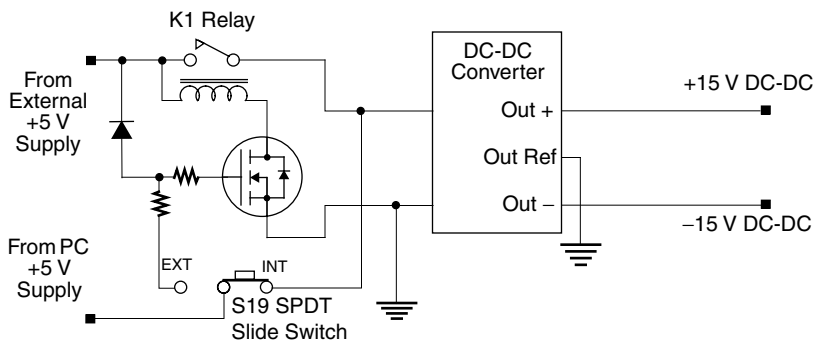 K1 Relay
From
External
+5 V
Supply
DC-DC
Converter
Out +
Out Ref
Out −
+15 V DC-DC
−15 V DC-DC
From PC
+5 V
Supply
EXT
INT
S19 SPDT
Slide Switch